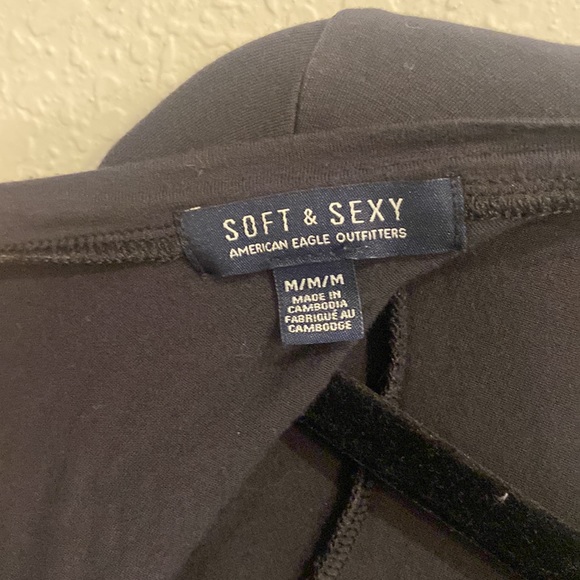 SOFT & SEXY
AMERICAN EAGLE OUTFITTERS
M/M/M
MADE IN
CAMBODIA
FABRIQUÉ AU
CAMBODGE